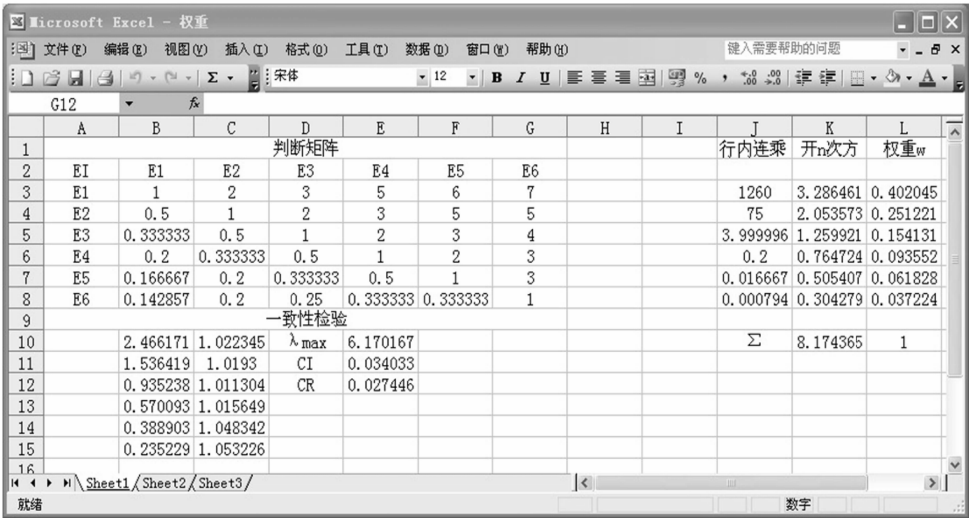 Microsoft Excel - 权重
文件(F) 编辑(E) 视图(V) 插入(I) 格式(O) 工具(T) 数据(D) 窗口(W) 帮助(H) 键入需要帮助的问题
Σ 宋体 12 B I U % , A
G12 fx
A B C D E F G H I J K L
1 判断矩阵 行内连乘 开n次方 权重w
2 EI E1 E2 E3 E4 E5 E6
3 E1 1 2 3 5 6 7 1260 3.286461 0.402045
4 E2 0.5 1 2 3 5 5 75 2.053573 0.251221
5 E3 0.333333 0.5 1 2 3 4 3.999996 1.259921 0.154131
6 E4 0.2 0.333333 0.5 1 2 3 0.2 0.764724 0.093552
7 E5 0.166667 0.2 0.333333 0.5 1 3 0.016667 0.505407 0.061828
8 E6 0.142857 0.2 0.25 0.333333 0.333333 1 0.000794 0.304279 0.037224
9 一致性检验
10 2.466171 1.022345 λmax 6.170167 Σ 8.174365 1
11 1.536419 1.0193 CI 0.034033
12 0.935238 1.011304 CR 0.027446
13 0.570093 1.015649
14 0.388903 1.048342
15 0.235229 1.053226
16
Sheet1 Sheet2 Sheet3
就绪 数字